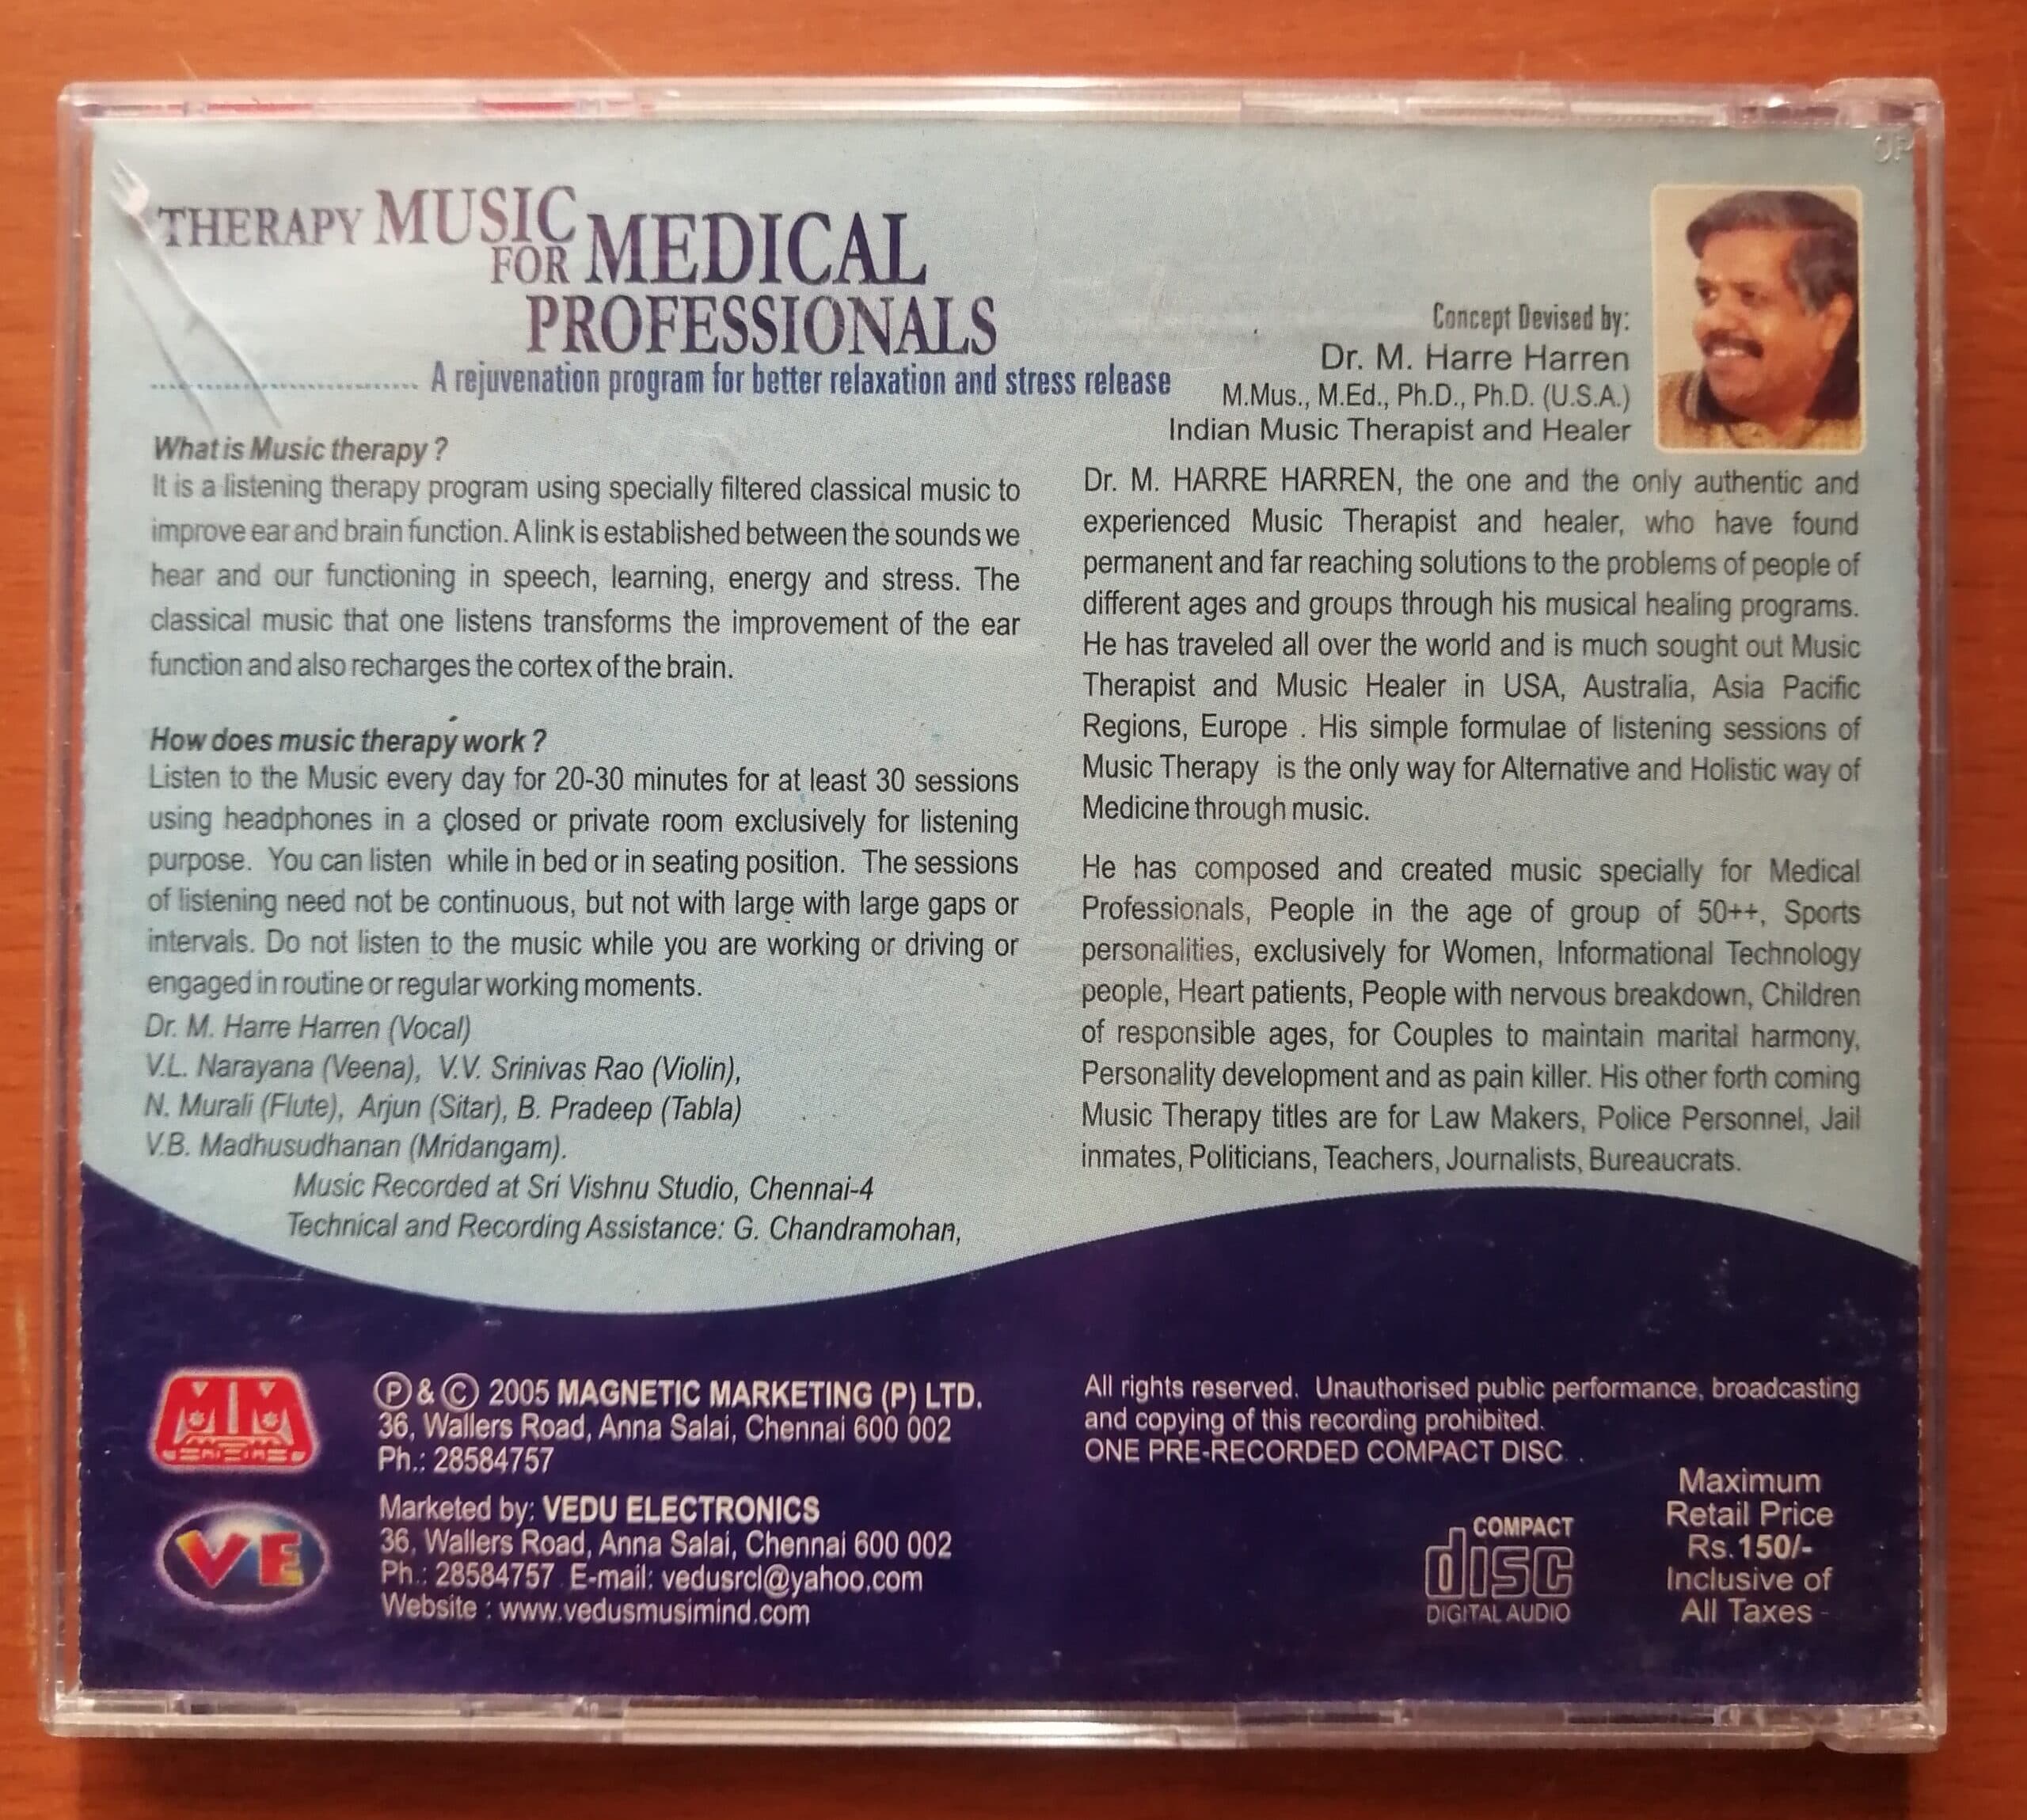 THERAPY MUSIC
FOR MEDICAL
PROFESSIONALS
A rejuvenation program for better relaxation and stress release
What is Music therapy ?
It is a listening therapy program using specially filtered classical music to
improve ear and brain function. A link is established between the sounds we
hear and our functioning in speech, learning, energy and stress. The
classical music that one listens transforms the improvement of the ear
function and also recharges the cortex of the brain.
How does music therapy work ?
Listen to the Music every day for 20-30 minutes for at least 30 sessions
using headphones in a closed or private room exclusively for listening
purpose. You can listen while in bed or in seating position. The sessions
of listening need not be continuous, but not with large with large gaps or
intervals. Do not listen to the music while you are working or driving or
engaged in routine or regular working moments.
Dr. M. Harre Harren (Vocal)
V.L. Narayana (Veena), V.V. Srinivas Rao (Violin),
N. Murali (Flute), Arjun (Sitar), B. Pradeep (Tabla)
V.B. Madhusudhanan (Mridangam).
Music Recorded at Sri Vishnu Studio, Chennai-4
Technical and Recording Assistance: G. Chandramohan,
Concept Devised by:
Dr. M. Harre Harren
M.Mus., M.Ed., Ph.D., Ph.D. (U.S.A.)
Indian Music Therapist and Healer
Dr. M. HARRE HARREN, the one and the only authentic and
experienced Music Therapist and healer, who have found
permanent and far reaching solutions to the problems of people of
different ages and groups through his musical healing programs.
He has traveled all over the world and is much sought out Music
Therapist and Music Healer in USA, Australia, Asia Pacific
Regions, Europe . His simple formulae of listening sessions of
Music Therapy is the only way for Alternative and Holistic way of
Medicine through music.
He has composed and created music specially for Medical
Professionals, People in the age of group of 50++, Sports
personalities, exclusively for Women, Informational Technology
people, Heart patients, People with nervous breakdown, Children
of responsible ages, for Couples to maintain marital harmony,
Personality development and as pain killer. His other forth coming
Music Therapy titles are for Law Makers, Police Personnel, Jail
inmates, Politicians, Teachers, Journalists, Bureaucrats.
MM
Ⓟ & © 2005 MAGNETIC MARKETING (P) LTD.
36, Wallers Road, Anna Salai, Chennai 600 002
Ph.: 28584757
VE
Marketed by: VEDU ELECTRONICS
36, Wallers Road, Anna Salai, Chennai 600 002
Ph.: 28584757 E-mail: vedusrcl@yahoo.com
Website : www.vedusmusimind.com
All rights reserved. Unauthorised public performance, broadcasting
and copying of this recording prohibited.
ONE PRE-RECORDED COMPACT DISC .
COMPACT
disc
DIGITAL AUDIO
Maximum
Retail Price
Rs. 150/-
Inclusive of
All Taxes